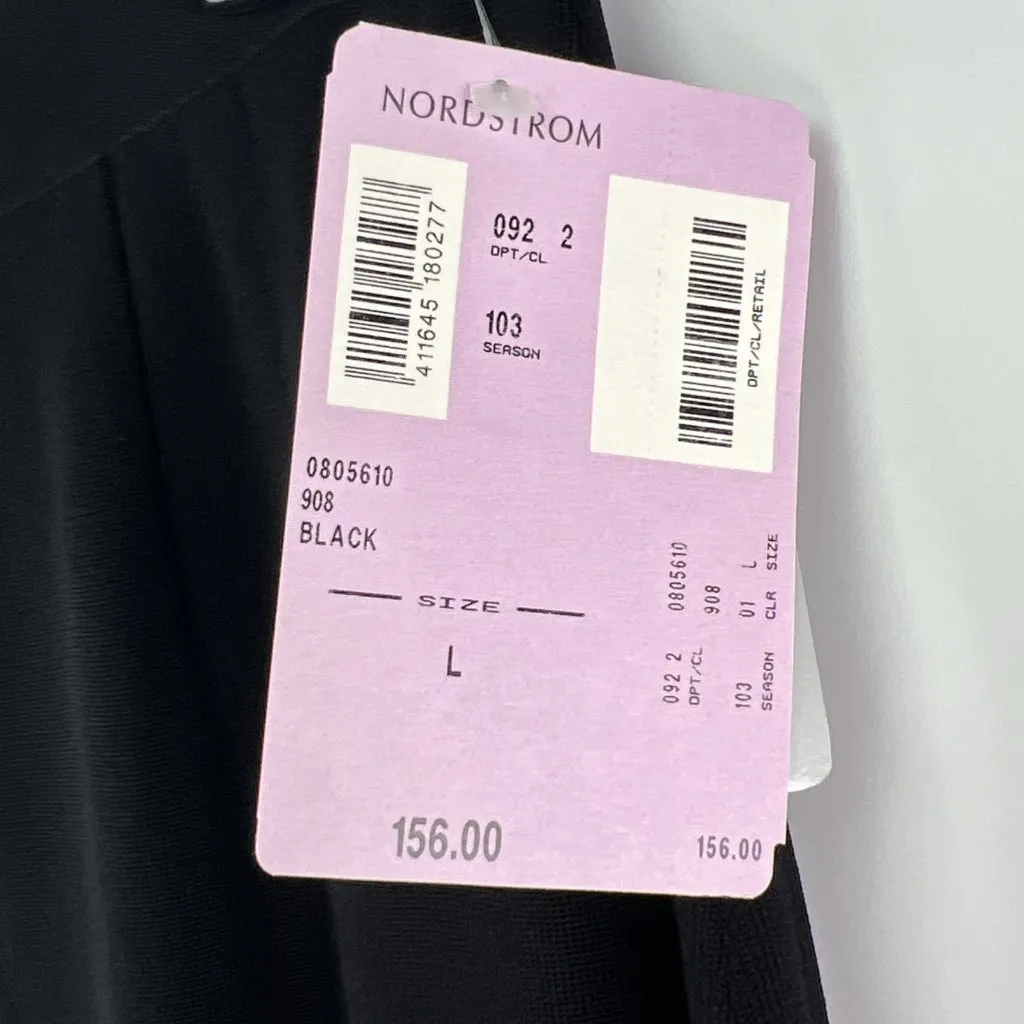 NORDSTROM
411645 180277
092 2
DPT/CL
103
SEASON
DPT/CL/RETAIL
0805610
908
BLACK
SIZE
L
092 2 0805610
DPT/CL 908
103 01 L
SEASON CLR SIZE
156.00
156.00